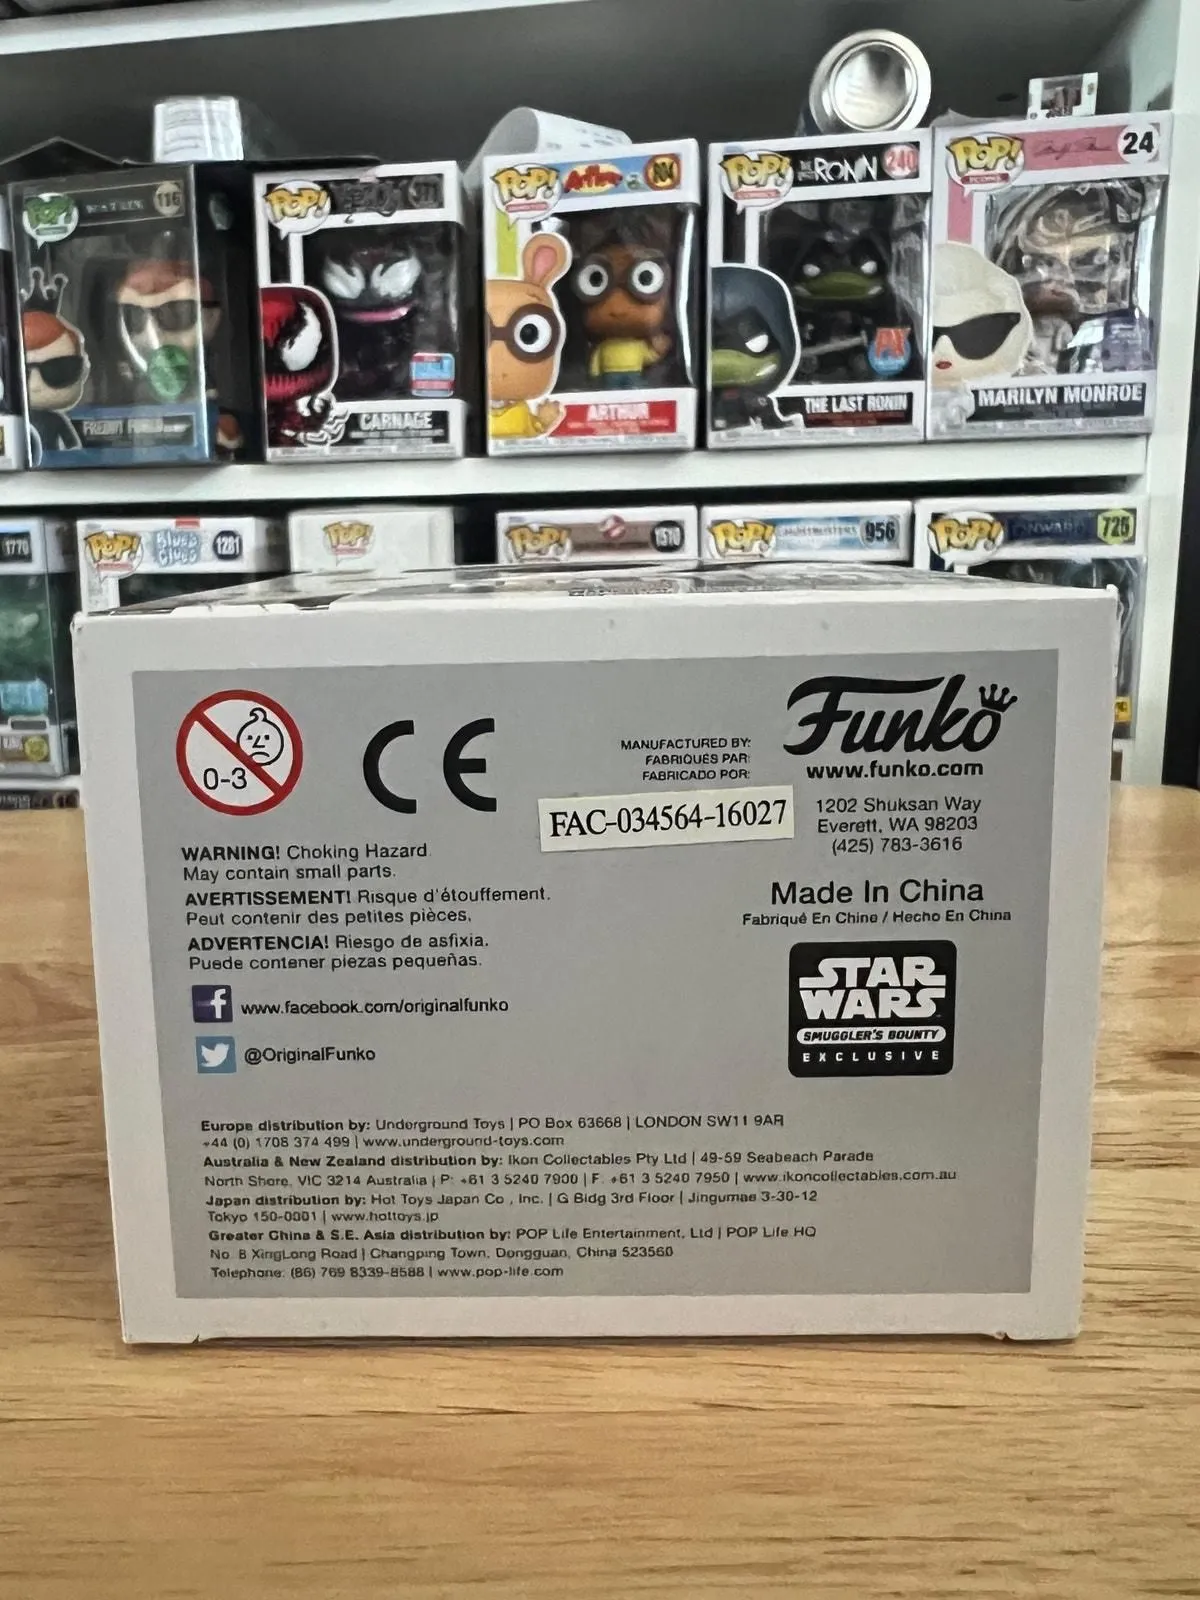 POP!
116
FREDDY FUNKO
POP!
CARNAGE
POP!
Arthur
ARTHUR
POP!
RONIN
240
PX
THE LAST RONIN
POP!
ICONS
24
MARILYN MONROE
1770
POP!
Blue's
Clues
1281
POP!
POP!
1510
POP!
GHOSTBUSTERS
956
POP!
ONWARD
725
0-3
CE
MANUFACTURED BY:
FABRIQUÉS PAR:
FABRICADO POR:
Funko
www.funko.com
FAC-034564-16027
1202 Shuksan Way
Everett, WA 98203
(425) 783-3616
WARNING! Choking Hazard.
May contain small parts.
AVERTISSEMENT! Risque d'étouffement.
Peut contenir des petites pièces.
ADVERTENCIA! Riesgo de asfixia.
Puede contener piezas pequeñas.
Made In China
Fabriqué En Chine / Hecho En China
f www.facebook.com/originalfunko
@OriginalFunko
STAR
WARS
SMUGGLER'S BOUNTY
EXCLUSIVE
Europe distribution by: Underground Toys | PO Box 63668 | LONDON SW11 9AR
+44 (0) 1708 374 499 | www.underground-toys.com
Australia & New Zealand distribution by: Ikon Collectables Pty Ltd | 49-59 Seabeach Parade
North Shore, VIC 3214 Australia | P: +61 3 5240 7900 | F: +61 3 5240 7950 | www.ikoncollectables.com.au
Japan distribution by: Hot Toys Japan Co., Inc. | G Bldg 3rd Floor | Jingumae 3-30-12
Tokyo 150-0001 | www.hottoys.jp
Greater China & S.E. Asia distribution by: POP Life Entertainment, Ltd | POP Life HQ
No. 8 XingLong Road | Changping Town, Dongguan, China 523560
Telephone: (86) 769 8339-8588 | www.pop-life.com